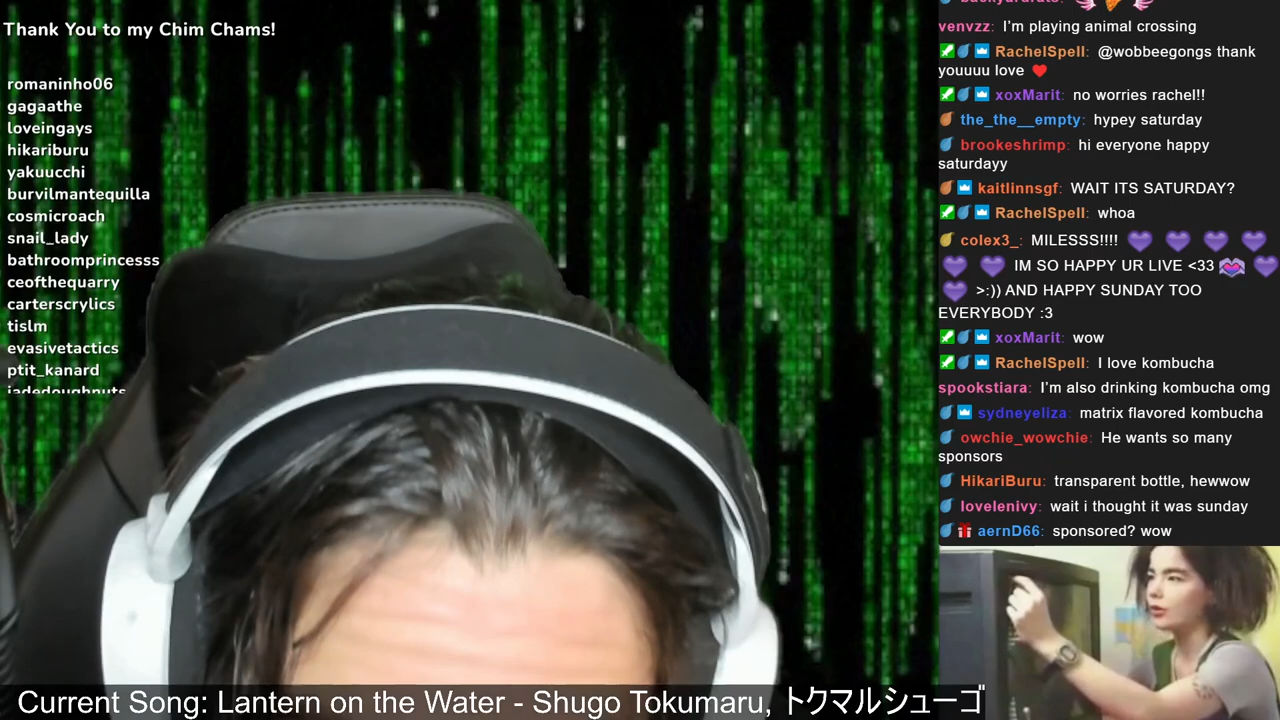 Thank You to my Chim Chams!
romaninho06
gagaathe
loveingays
hikariburu
yakuucchi
burvilmantequilla
cosmicroach
snail_lady
bathroomprincesss
ceofthequarry
carterscrylics
tislm
evasivetactics
ptit_kanard
jadedoughnuts
venvzz: I'm playing animal crossing
RachelSpell: @wobbeegongs thank
youuuu love
xoxMarit: no worries rachel!!
the_the__empty: hypey saturday
brookeshrimp: hi everyone happy
saturdayy
kaitlinnsgf: WAIT ITS SATURDAY?
RachelSpell: whoa
colex3_: MILESSS!!!!
IM SO HAPPY UR LIVE <33
>:)) AND HAPPY SUNDAY TOO
EVERYBODY :3
xoxMarit: wow
RachelSpell: I love kombucha
spookstiara: I'm also drinking kombucha omg
sydneyeliza: matrix flavored kombucha
owchie_wowchie: He wants so many
sponsors
HikariBuru: transparent bottle, hewwow
lovelenivy: wait i thought it was sunday
aernD66: sponsored? wow
Current Song: Lantern on the Water - Shugo Tokumaru, トクマルシューゴ